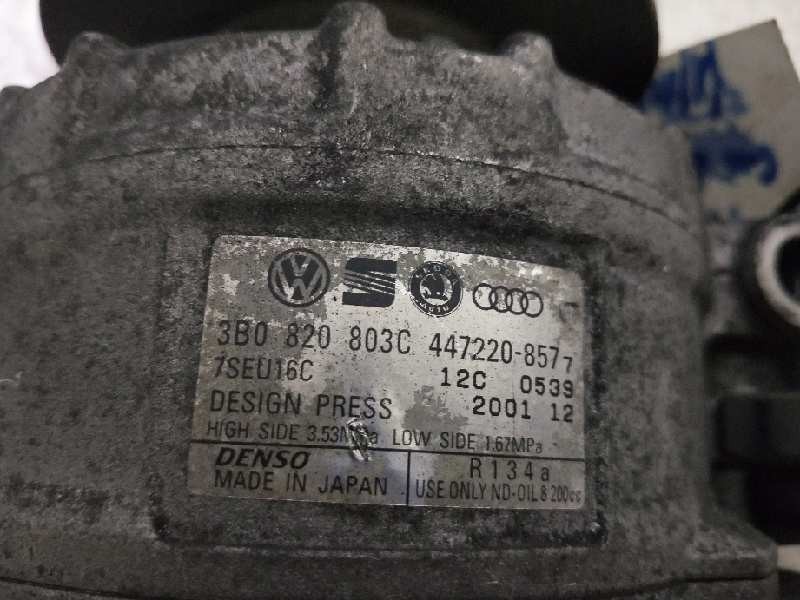 3B0 820 803C 447220-8577
7SEU16C 12C 0539
DESIGN PRESS 2001 12
HIGH SIDE 3.53MPa LOW SIDE 1.67MPa
DENSO R134a
MADE IN JAPAN USE ONLY ND-OIL 8 200cc